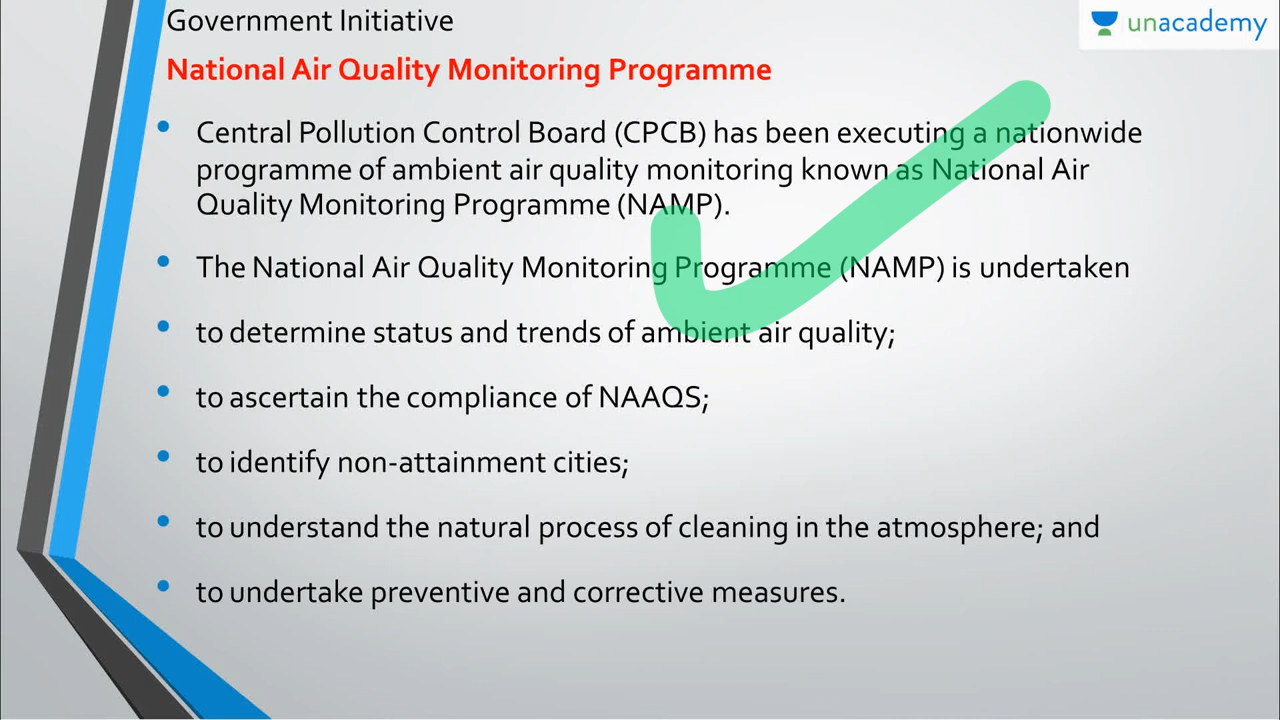 Government Initiative
unacademy
National Air Quality Monitoring Programme
• Central Pollution Control Board (CPCB) has been executing a nationwide
programme of ambient air quality monitoring known as National Air
Quality Monitoring Programme (NAMP).
• The National Air Quality Monitoring Programme (NAMP) is undertaken
• to determine status and trends of ambient air quality;
• to ascertain the compliance of NAAQS;
• to identify non-attainment cities;
• to understand the natural process of cleaning in the atmosphere; and
• to undertake preventive and corrective measures.